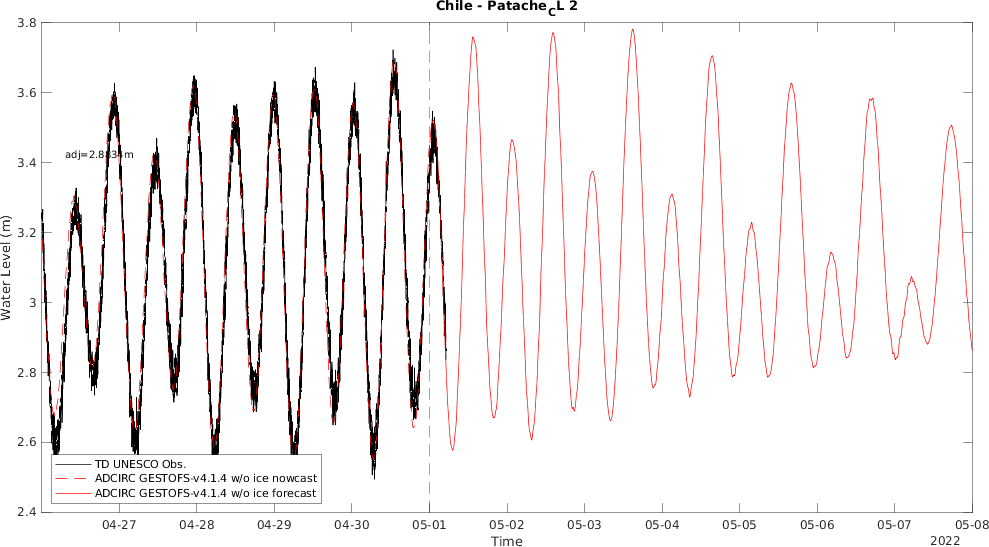 Chile - Patache_CL 2
3.8
3.6
3.4
3.2
3
2.8
2.6
2.4
Water Level (m)
adj=2.8834m
TD UNESCO Obs.
ADCIRC GESTOFS-v4.1.4 w/o ice nowcast
ADCIRC GESTOFS-v4.1.4 w/o ice forecast
04-27 04-28 04-29 04-30 05-01 05-02 05-03 05-04 05-05 05-06 05-07 05-08
Time
2022